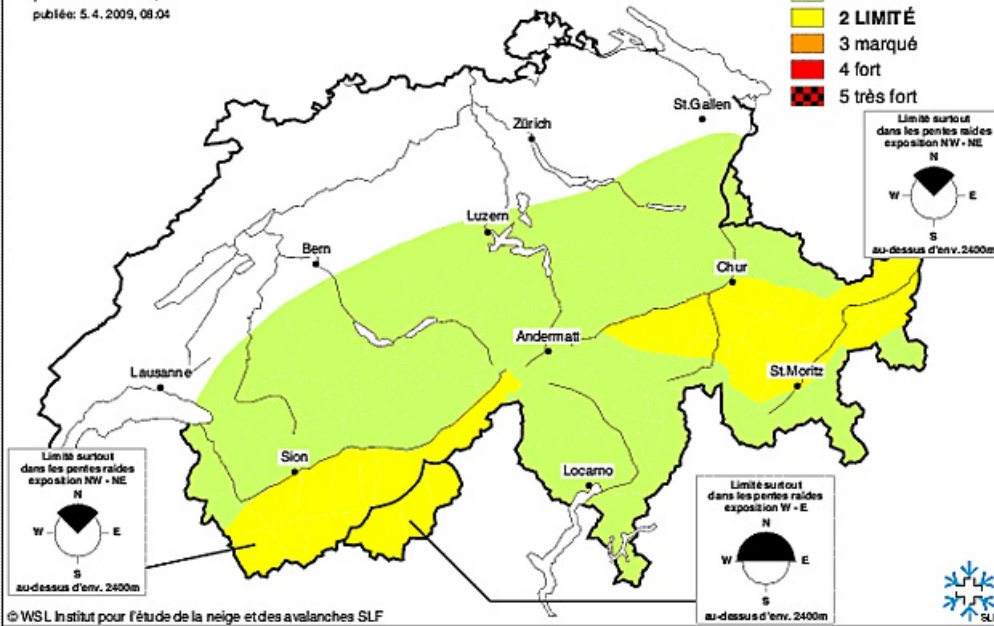 publiée: 5.4.2009, 08:04
2 LIMITÉ
3 marqué
4 fort
5 très fort
St.Gallen
Zürich
Limité surtout
dans les pentes raides
exposition NW - NE
N
W
E
S
au-dessus d'env. 2400m
Luzern
Bern
Chur
Andermatt
Lausanne
St.Moritz
Sion
Locarno
Limité surtout
dans les pentes raides
exposition NW - NE
N
W
E
S
au-dessus d'env. 2400m
Limité surtout
dans les pentes raides
exposition W - E
N
W
E
S
au-dessus d'env. 2400m
© WSL Institut pour l'étude de la neige et des avalanches SLF
SLF